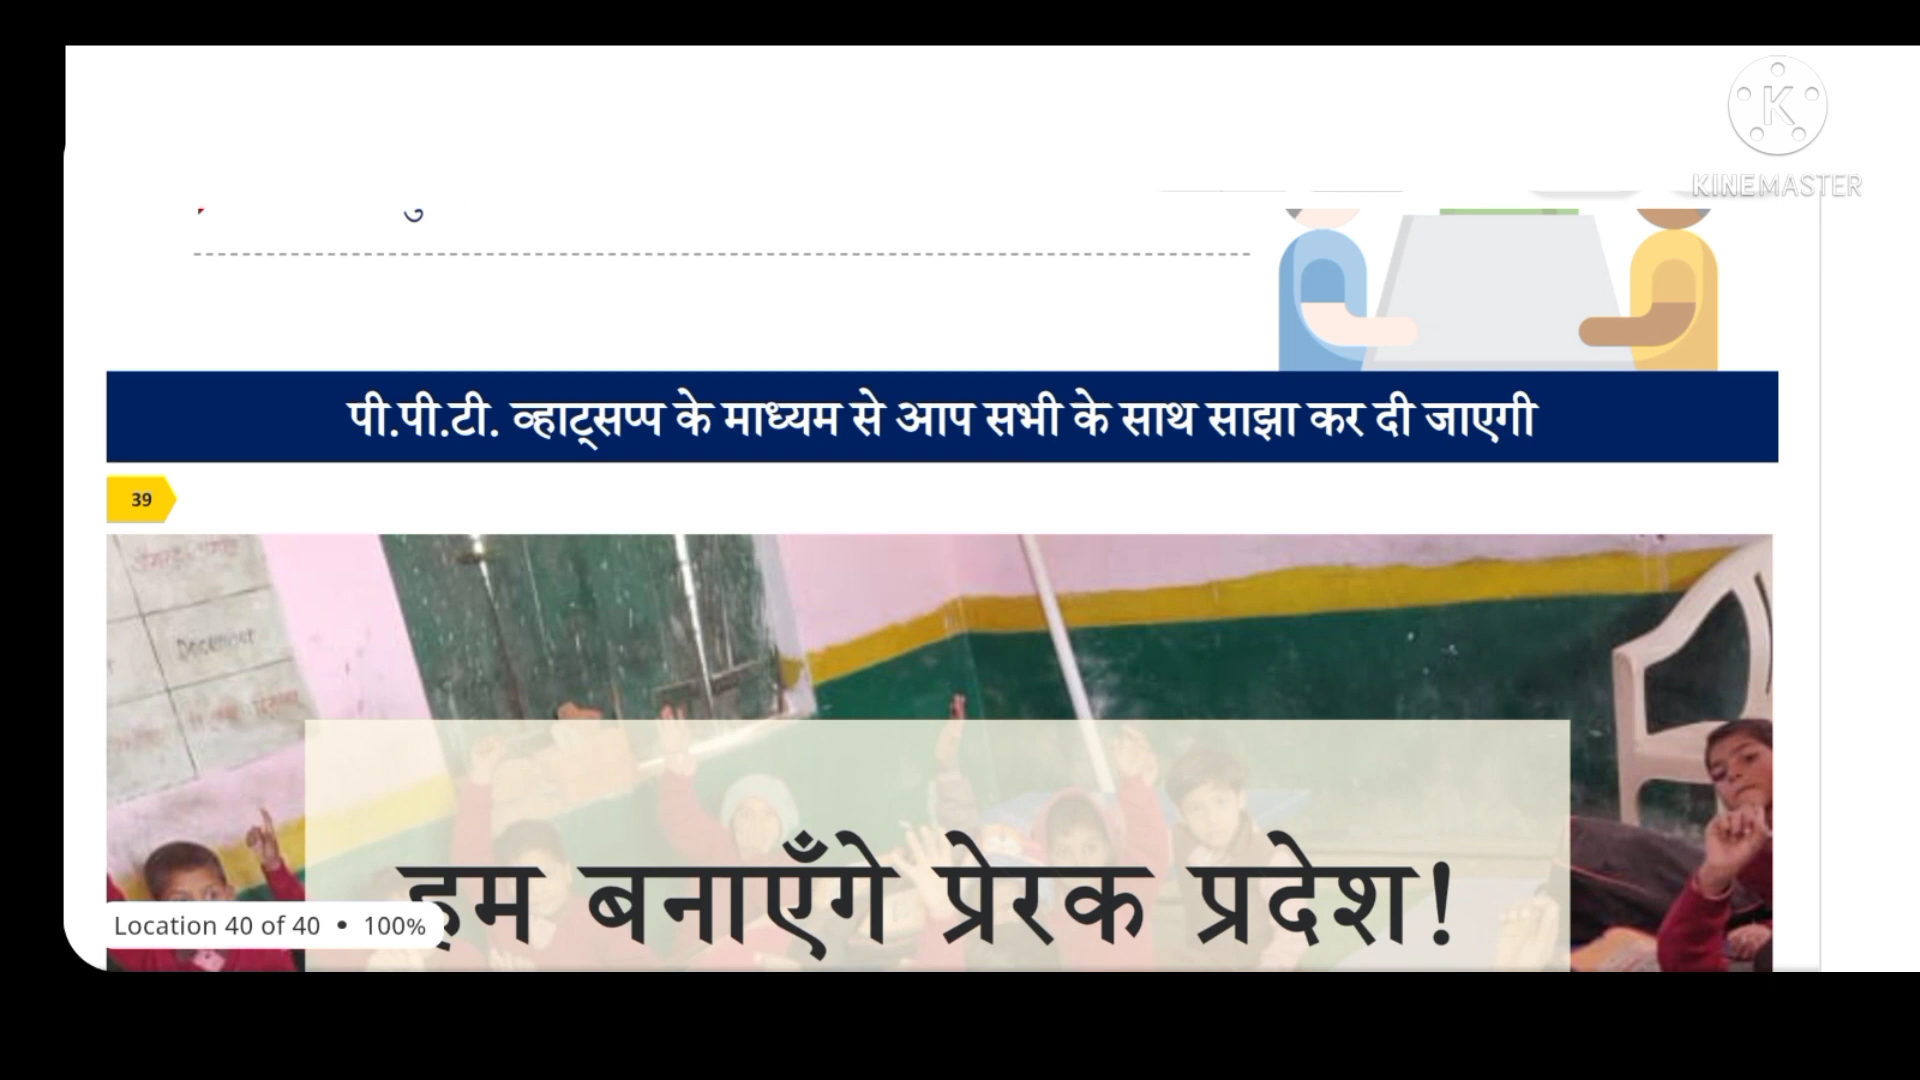 KINEMASTER
पी.पी.टी. व्हाट्सप्प के माध्यम से आप सभी के साथ साझा कर दी जाएगी
39
December
हम बनाएँगे प्रेरक प्रदेश!
Location 40 of 40 • 100%